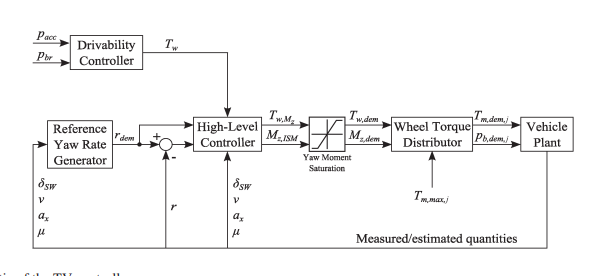 p_acc
p_br
Drivability
Controller
T_w
Reference
Yaw Rate
Generator
r_dem
+
-
High-Level
Controller
T_w,M_z
M_z,ISM
Yaw Moment
Saturation
T_w,dem
M_z,dem
Wheel Torque
Distributor
T_m,dem,j
p_b,dem,j
Vehicle
Plant
δ_SW
v
a_x
μ
r
δ_SW
v
a_x
μ
T_m,max,j
Measured/estimated quantities